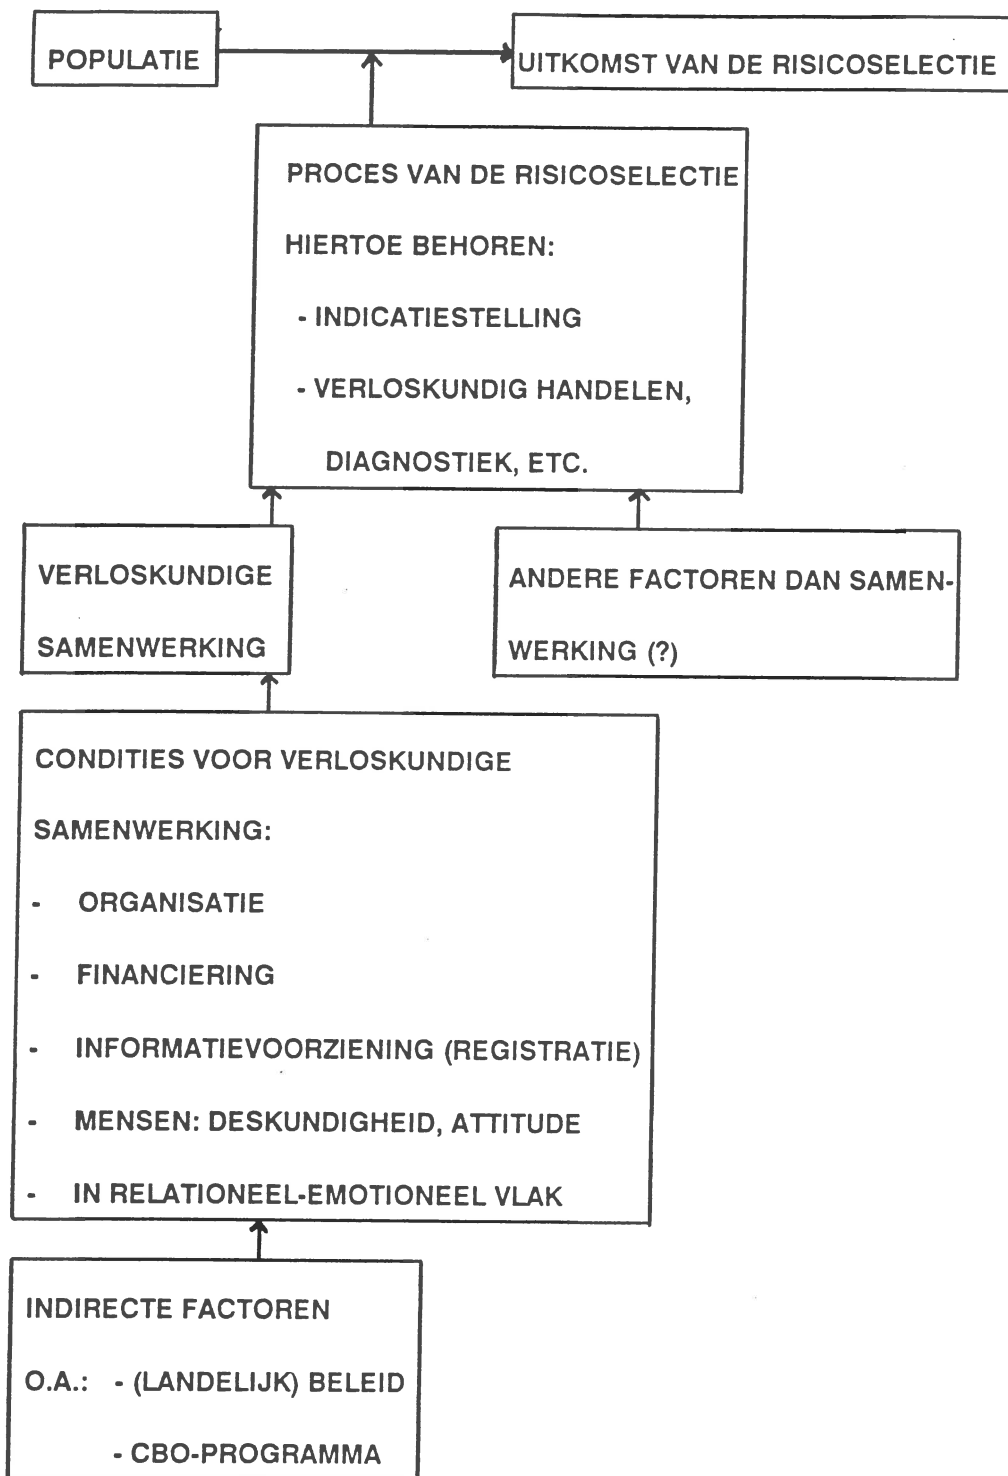 POPULATIE
UITKOMST VAN DE RISICOSELECTIE
PROCES VAN DE RISICOSELECTIE
HIERTOE BEHOREN:
- INDICATIESTELLING
- VERLOSKUNDIG HANDELEN,
DIAGNOSTIEK, ETC.
VERLOSKUNDIGE
SAMENWERKING
ANDERE FACTOREN DAN SAMEN-
WERKING (?)
CONDITIES VOOR VERLOSKUNDIGE
SAMENWERKING:
- ORGANISATIE
- FINANCIERING
- INFORMATIEVOORZIENING (REGISTRATIE)
- MENSEN: DESKUNDIGHEID, ATTITUDE
- IN RELATIONEEL-EMOTIONEEL VLAK
INDIRECTE FACTOREN
O.A.: - (LANDELIJK) BELEID
- CBO-PROGRAMMA